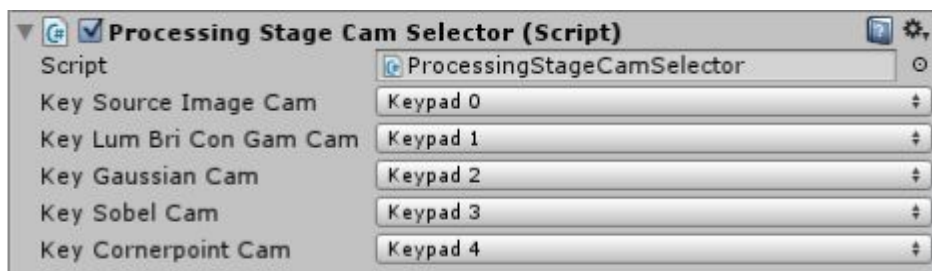 Processing Stage Cam Selector (Script)
Script ProcessingStageCamSelector
Key Source Image Cam Keypad 0
Key Lum Bri Con Gam Cam Keypad 1
Key Gaussian Cam Keypad 2
Key Sobel Cam Keypad 3
Key Cornerpoint Cam Keypad 4